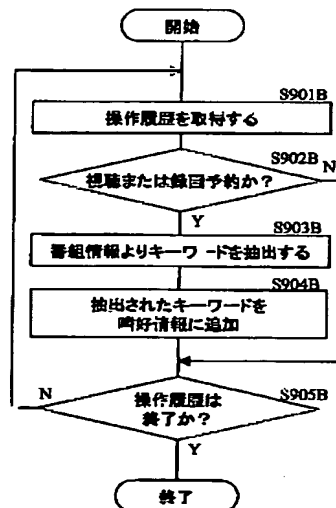 開始
S901B
操作履歴を取得する
S902B
視聴または録画予約か?
N
Y
S903B
番組情報よりキーワードを抽出する
S904B
抽出されたキーワードを
嗜好情報に追加
N
操作履歴は
終了か?
S905B
Y
終了